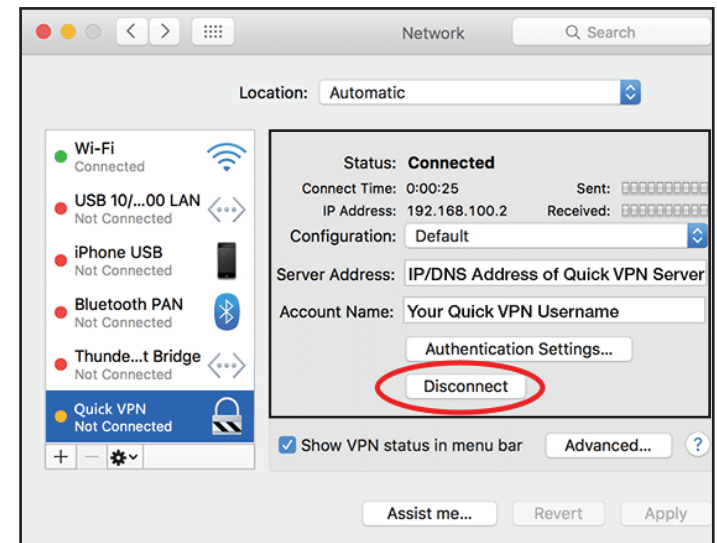 Network
Search
Location: Automatic
Wi-Fi
Connected
USB 10/...00 LAN
Not Connected
iPhone USB
Not Connected
Bluetooth PAN
Not Connected
Thunde...t Bridge
Not Connected
Quick VPN
Not Connected
Status: Connected
Connect Time: 0:00:25 Sent:
IP Address: 192.168.100.2 Received:
Configuration: Default
Server Address: IP/DNS Address of Quick VPN Server
Account Name: Your Quick VPN Username
Authentication Settings...
Disconnect
Show VPN status in menu bar Advanced... ?
Assist me... Revert Apply